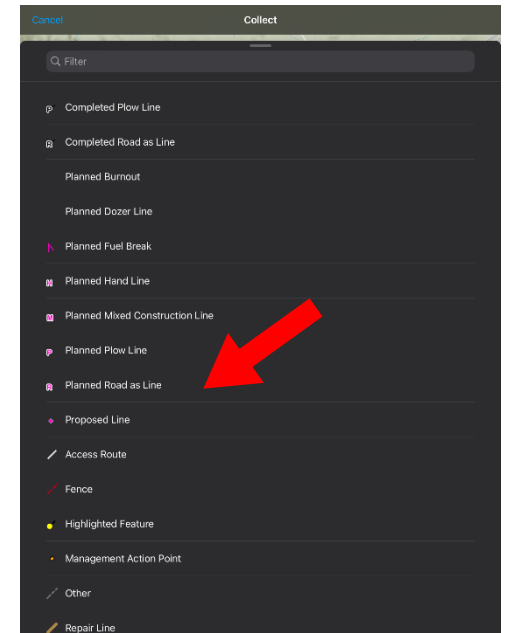 Cancel
Collect
Filter
P Completed Plow Line
R Completed Road as Line
Planned Burnout
Planned Dozer Line
Planned Fuel Break
H Planned Hand Line
M Planned Mixed Construction Line
P Planned Plow Line
R Planned Road as Line
Proposed Line
Access Route
Fence
Highlighted Feature
Management Action Point
Other
Repair Line